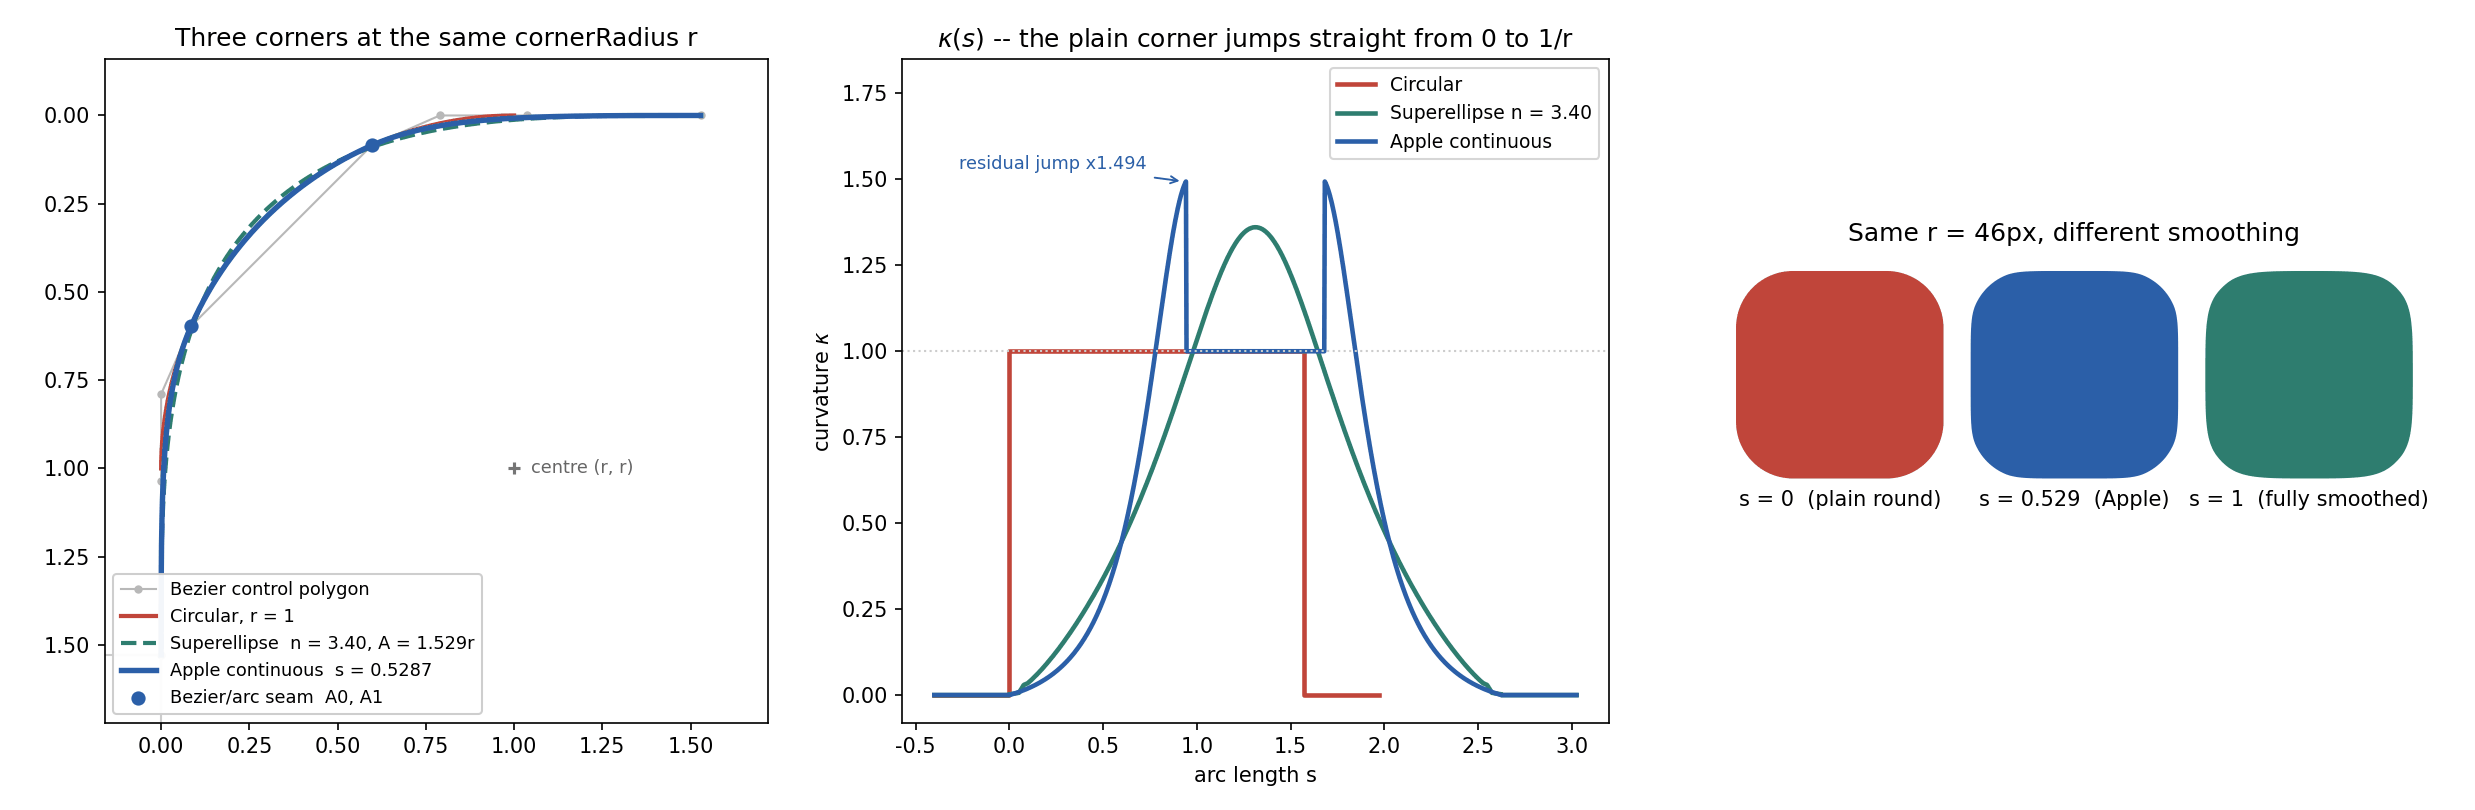 Three corners at the same cornerRadius r
0.00
0.25
0.50
0.75
1.00
1.25
1.50
centre (r, r)
Bezier control polygon
Circular, r = 1
Superellipse n = 3.40, A = 1.529r
Apple continuous s = 0.5287
Bezier/arc seam A0, A1
0.00 0.25 0.50 0.75 1.00 1.25 1.50
κ(s) -- the plain corner jumps straight from 0 to 1/r
curvature κ
1.75
1.50
1.25
1.00
0.75
0.50
0.25
0.00
Circular
Superellipse n = 3.40
Apple continuous
residual jump x1.494
-0.5 0.0 0.5 1.0 1.5 2.0 2.5 3.0
arc length s
Same r = 46px, different smoothing
s = 0 (plain round)
s = 0.529 (Apple)
s = 1 (fully smoothed)